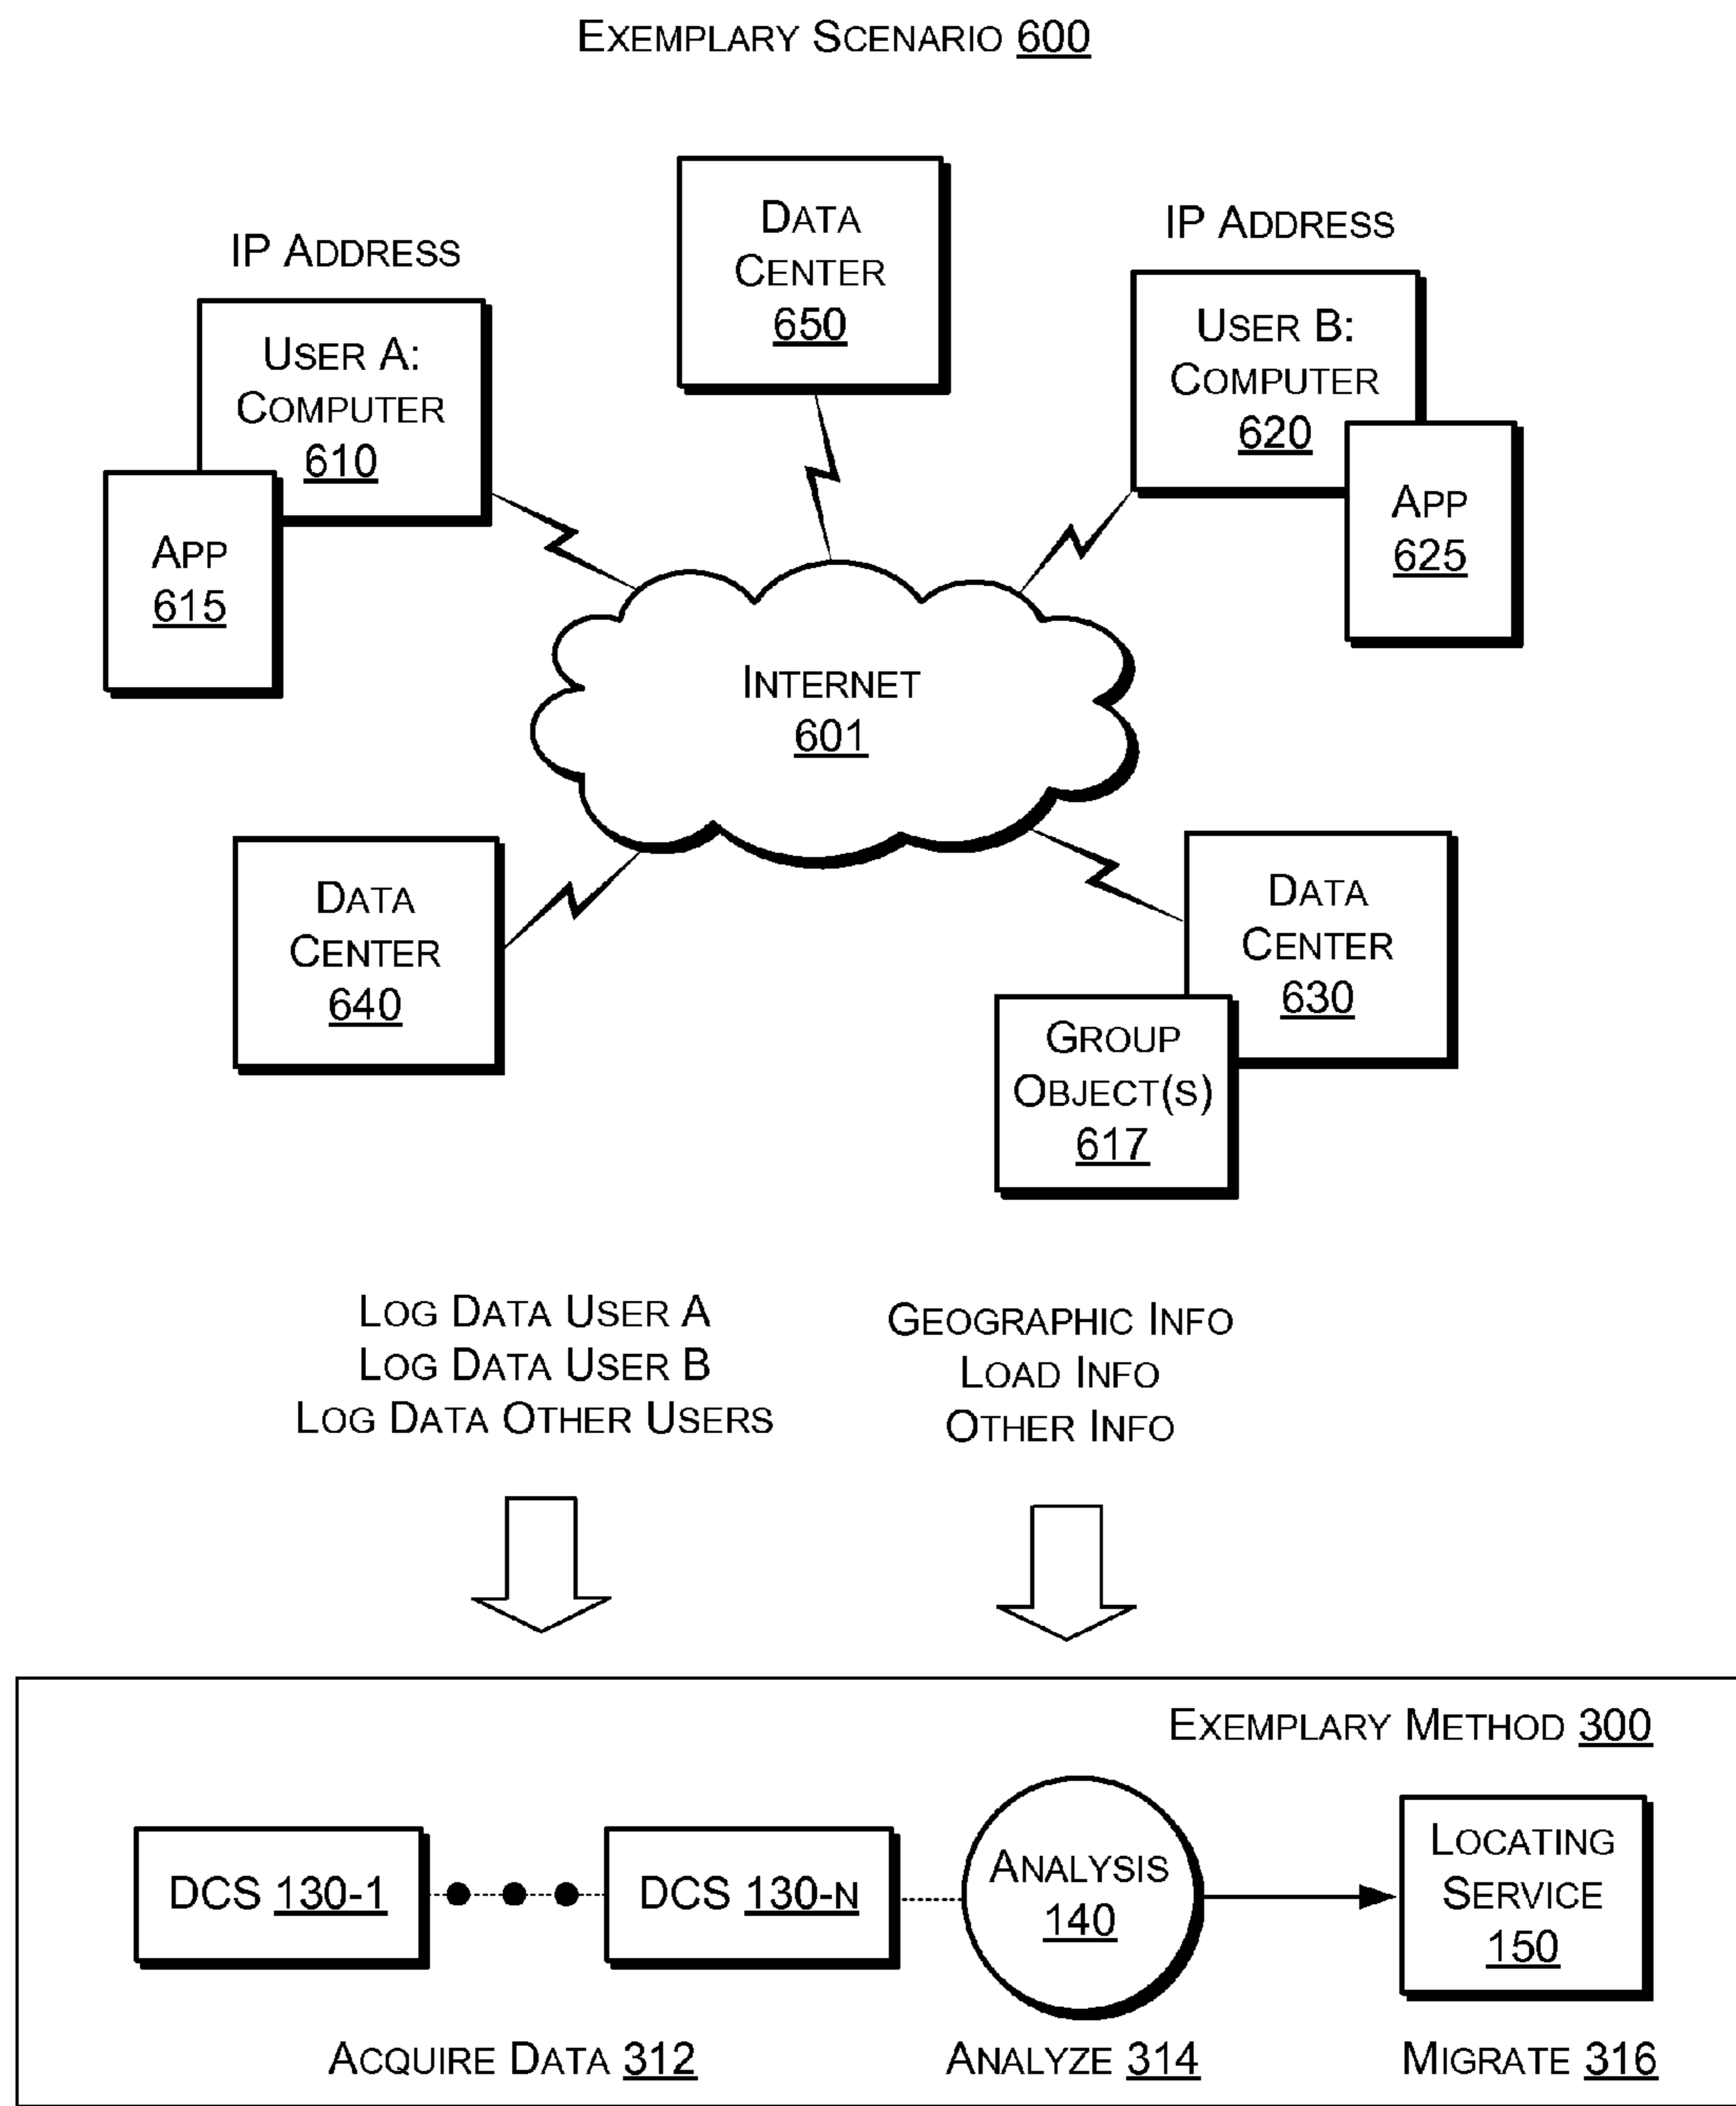 EXEMPLARY SCENARIO 600
DATA
CENTER
650
IP ADDRESS
USER A:
COMPUTER
610
APP
615
IP ADDRESS
USER B:
COMPUTER
620
APP
625
INTERNET
601
DATA
CENTER
640
DATA
CENTER
630
GROUP
OBJECT(S)
617
LOG DATA USER A
LOG DATA USER B
LOG DATA OTHER USERS
GEOGRAPHIC INFO
LOAD INFO
OTHER INFO
EXEMPLARY METHOD 300
DCS 130-1
DCS 130-N
ANALYSIS
140
LOCATING
SERVICE
150
ACQUIRE DATA 312
ANALYZE 314
MIGRATE 316